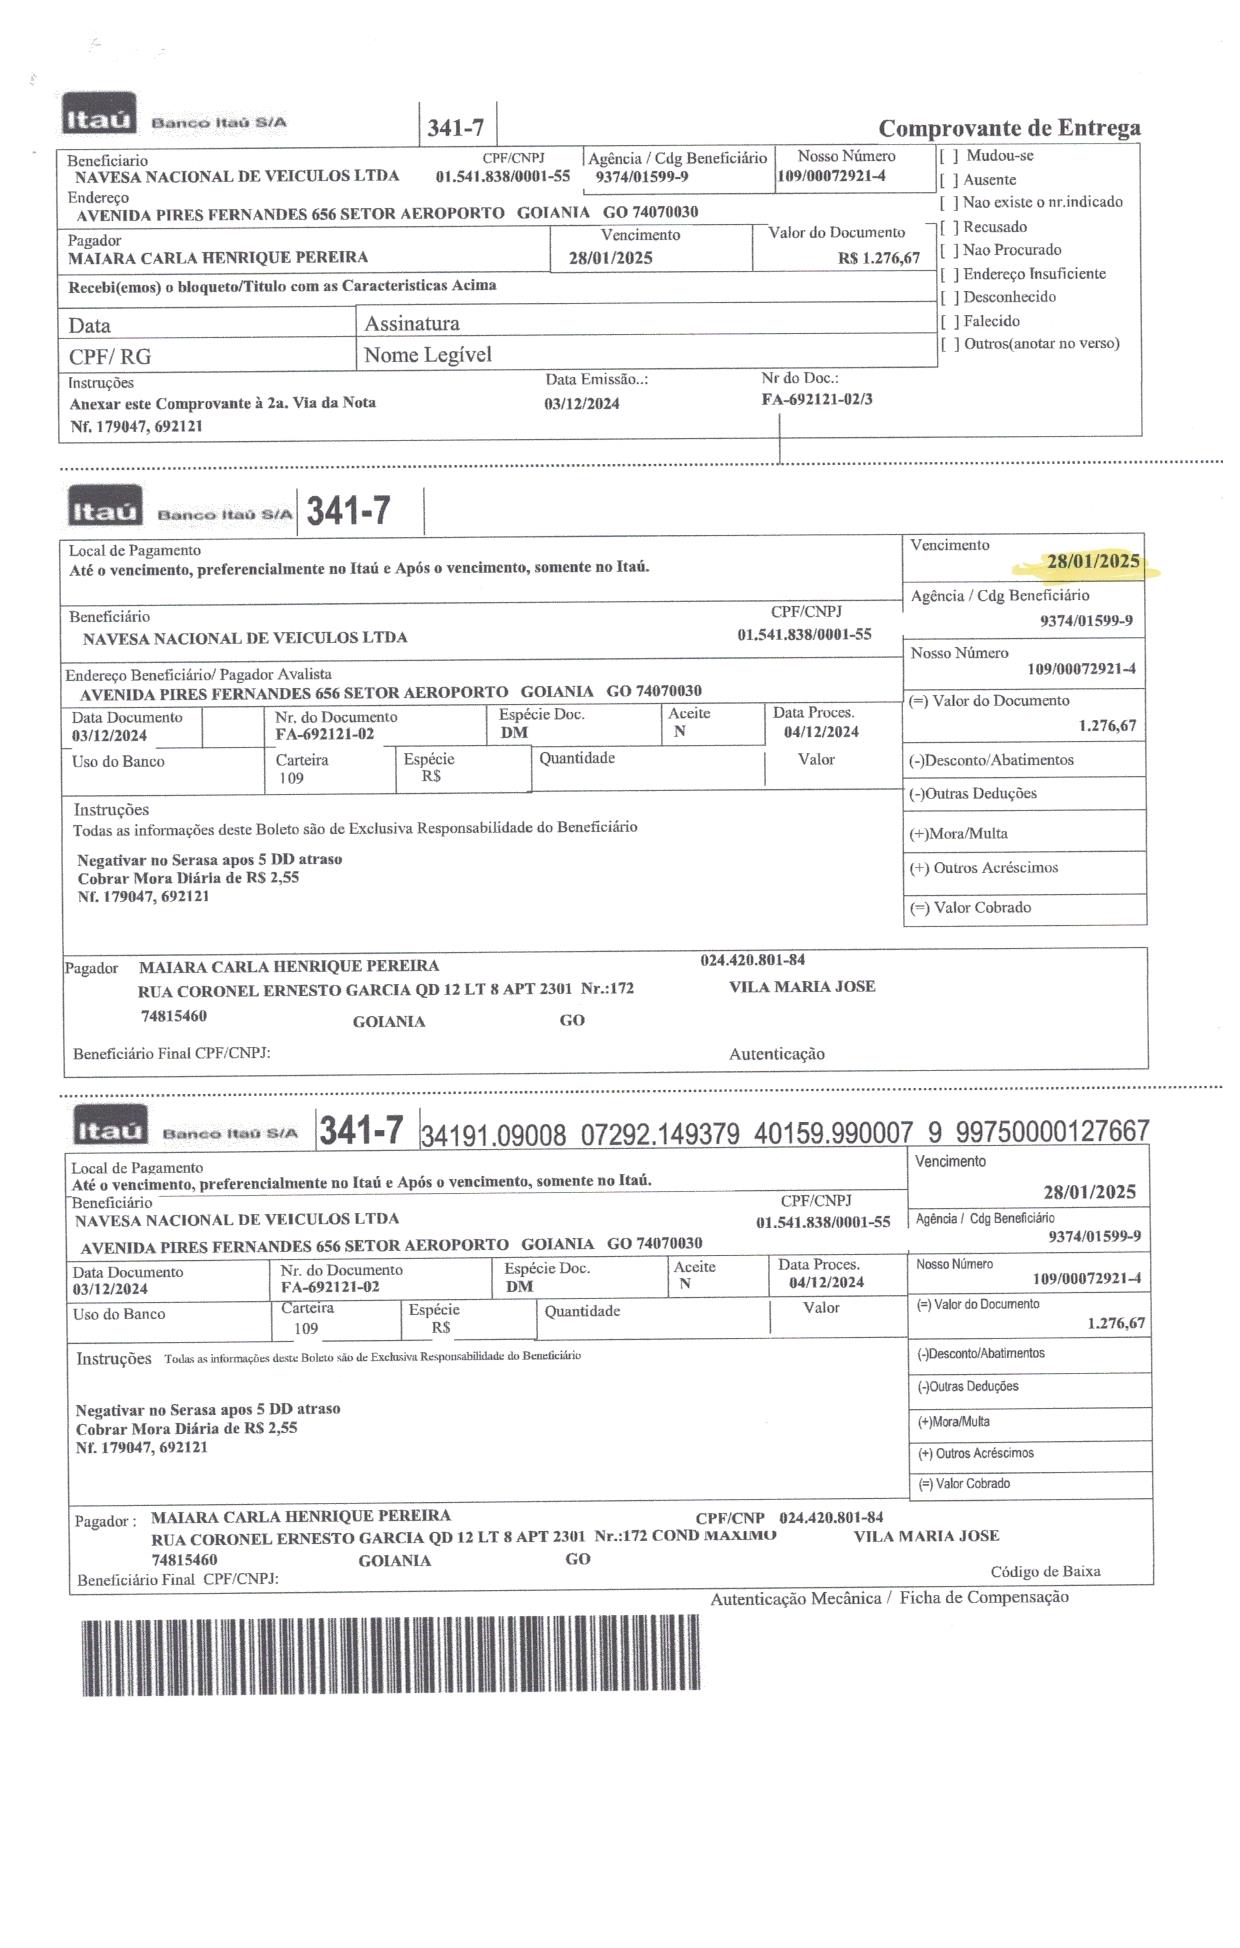 Itaú Banco Itaú S/A 341-7 Comprovante de Entrega
Beneficiario CPF/CNPJ Agência / Cdg Beneficiário Nosso Número [ ] Mudou-se
NAVESA NACIONAL DE VEICULOS LTDA 01.541.838/0001-55 9374/01599-9 109/00072921-4 [ ] Ausente
Endereço [ ] Nao existe o nr.indicado
AVENIDA PIRES FERNANDES 656 SETOR AEROPORTO GOIANIA GO 74070030
Pagador Vencimento Valor do Documento [ ] Recusado
MAIARA CARLA HENRIQUE PEREIRA 28/01/2025 R$ 1.276,67 [ ] Nao Procurado
Recebi(emos) o bloqueto/Titulo com as Caracteristicas Acima [ ] Endereço Insuficiente
[ ] Desconhecido
Data Assinatura [ ] Falecido
CPF/ RG Nome Legível [ ] Outros(anotar no verso)
Instruções Data Emissão..: Nr do Doc.:
Anexar este Comprovante à 2a. Via da Nota 03/12/2024 FA-692121-02/3
Nf. 179047, 692121
Itaú Banco Itaú S/A 341-7
Local de Pagamento Vencimento
Até o vencimento, preferencialmente no Itaú e Após o vencimento, somente no Itaú. 28/01/2025
Agência / Cdg Beneficiário
Beneficiário CPF/CNPJ 9374/01599-9
NAVESA NACIONAL DE VEICULOS LTDA 01.541.838/0001-55
Nosso Número
Endereço Beneficiário/ Pagador Avalista 109/00072921-4
AVENIDA PIRES FERNANDES 656 SETOR AEROPORTO GOIANIA GO 74070030
Data Documento Nr. do Documento Espécie Doc. Aceite Data Proces. (=) Valor do Documento
03/12/2024 FA-692121-02 DM N 04/12/2024 1.276,67
Uso do Banco Carteira Espécie Quantidade Valor (-)Desconto/Abatimentos
109 R$
(-)Outras Deduções
Instruções
Todas as informações deste Boleto são de Exclusiva Responsabilidade do Beneficiário (+)Mora/Multa
Negativar no Serasa apos 5 DD atraso (+) Outros Acréscimos
Cobrar Mora Diária de R$ 2,55
Nf. 179047, 692121 (=) Valor Cobrado
Pagador MAIARA CARLA HENRIQUE PEREIRA 024.420.801-84
RUA CORONEL ERNESTO GARCIA QD 12 LT 8 APT 2301 Nr.:172 VILA MARIA JOSE
74815460 GOIANIA GO
Beneficiário Final CPF/CNPJ: Autenticação
Itaú Banco Itaú S/A 341-7 34191.09008 07292.149379 40159.990007 9 99750000127667
Local de Pagamento Vencimento
Até o vencimento, preferencialmente no Itaú e Após o vencimento, somente no Itaú. 28/01/2025
Beneficiário CPF/CNPJ Agência / Cdg Beneficiário
NAVESA NACIONAL DE VEICULOS LTDA 01.541.838/0001-55 9374/01599-9
AVENIDA PIRES FERNANDES 656 SETOR AEROPORTO GOIANIA GO 74070030
Data Documento Nr. do Documento Espécie Doc. Aceite Data Proces. Nosso Número
03/12/2024 FA-692121-02 DM N 04/12/2024 109/00072921-4
Uso do Banco Carteira Espécie Quantidade Valor (=) Valor do Documento
109 R$ 1.276,67
Instruções Todas as informações deste Boleto são de Exclusiva Responsabilidade do Beneficiário (-)Desconto/Abatimentos
(-)Outras Deduções
Negativar no Serasa apos 5 DD atraso
Cobrar Mora Diária de R$ 2,55 (+)Mora/Multa
Nf. 179047, 692121 (+) Outros Acréscimos
(=) Valor Cobrado
Pagador : MAIARA CARLA HENRIQUE PEREIRA CPF/CNP 024.420.801-84
RUA CORONEL ERNESTO GARCIA QD 12 LT 8 APT 2301 Nr.:172 COND MAXIMO VILA MARIA JOSE
74815460 GOIANIA GO
Beneficiário Final CPF/CNPJ: Código de Baixa
Autenticação Mecânica / Ficha de Compensação